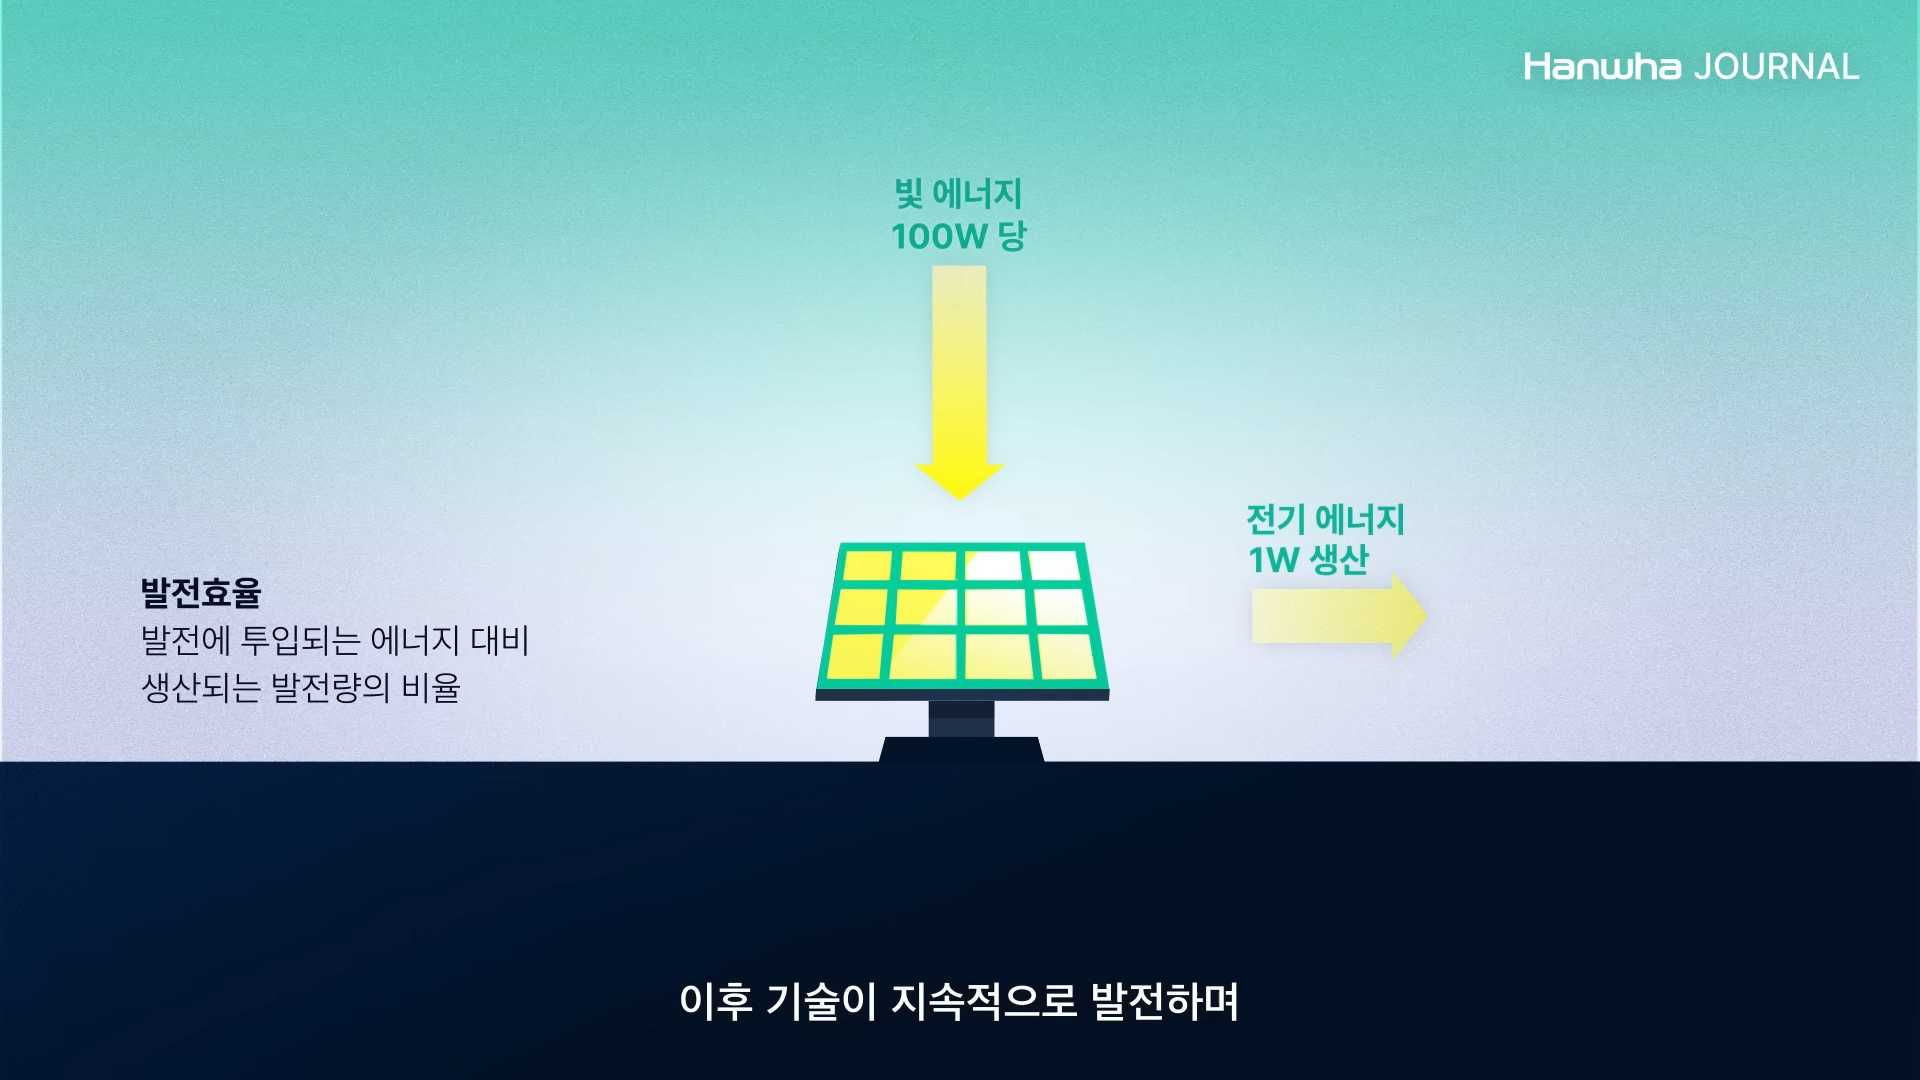 Hanwha JOURNAL
빛 에너지
100W 당
전기 에너지
1W 생산
발전효율
발전에 투입되는 에너지 대비
생산되는 발전량의 비율
이후 기술이 지속적으로 발전하며